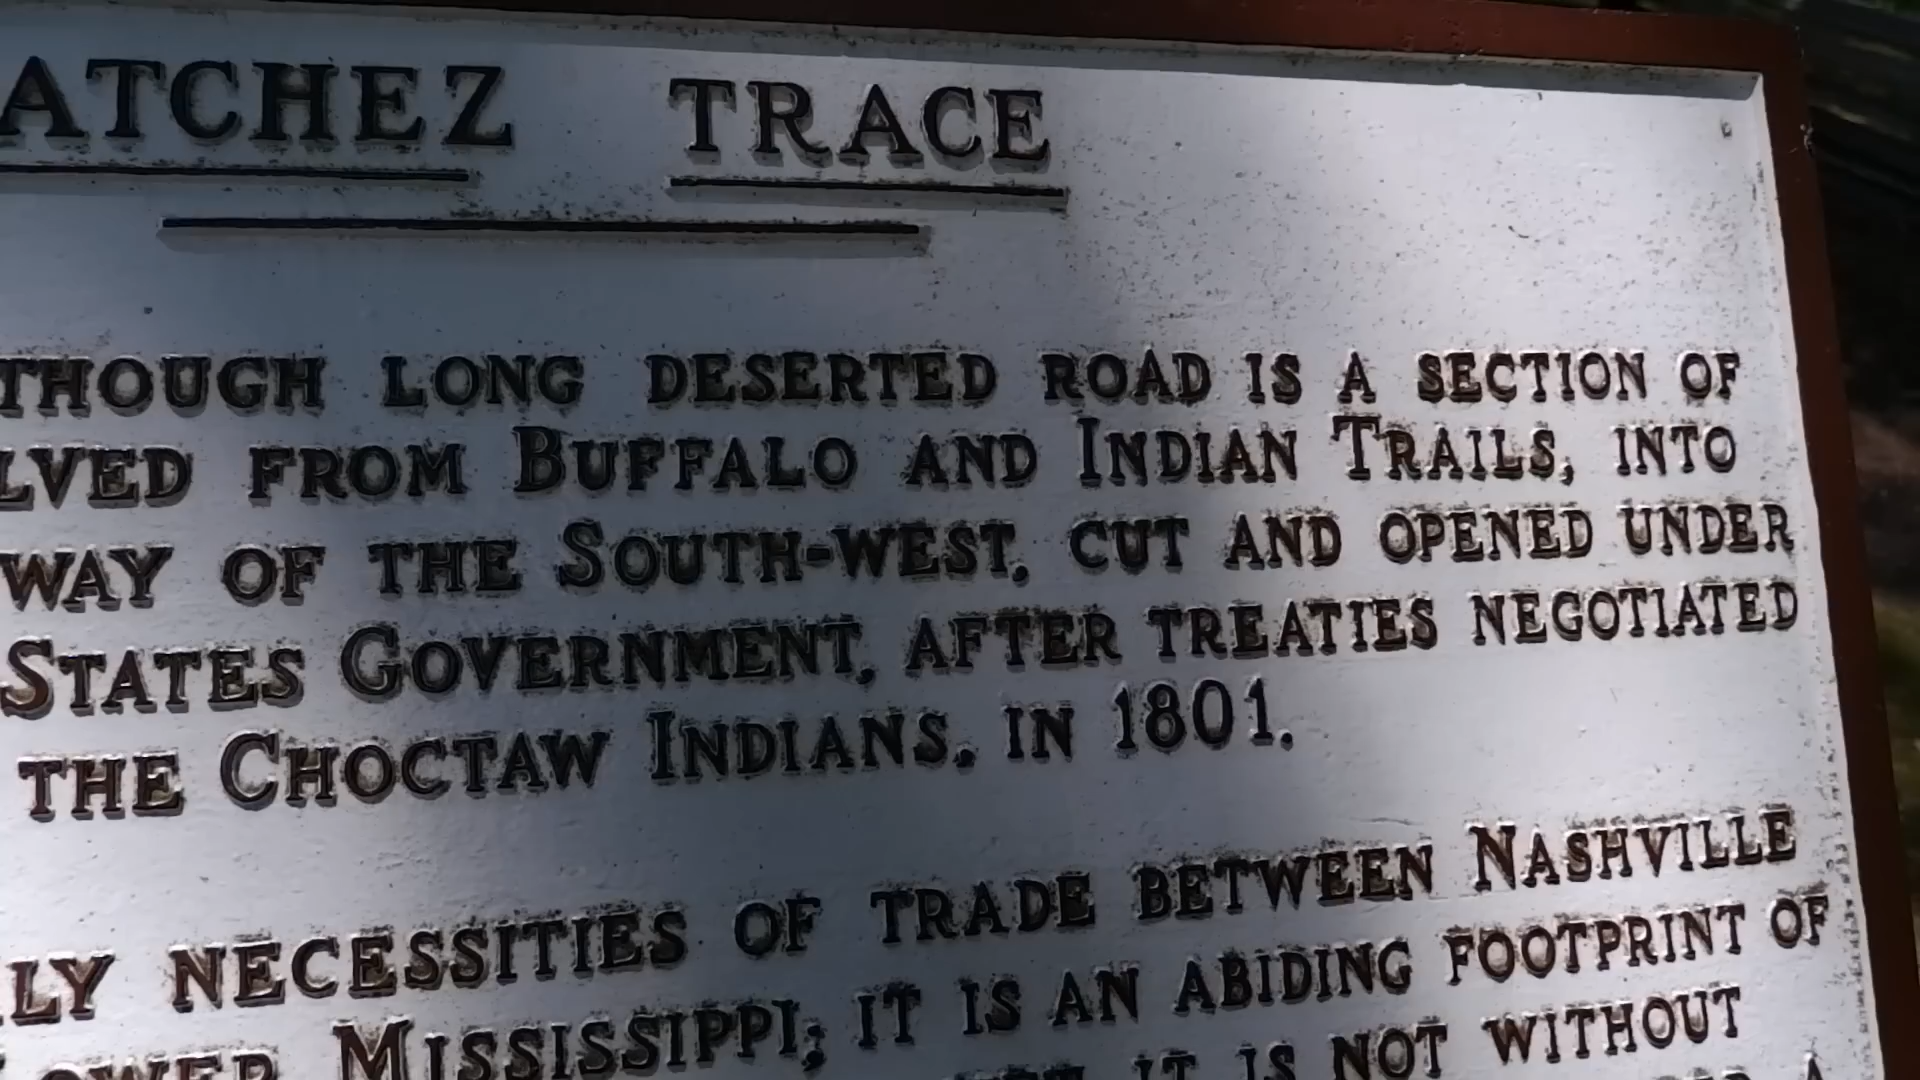 ATCHEZ TRACE
THOUGH LONG DESERTED ROAD IS A SECTION OF
LVED FROM BUFFALO AND INDIAN TRAILS, INTO
WAY OF THE SOUTH-WEST, CUT AND OPENED UNDER
STATES GOVERNMENT, AFTER TREATIES NEGOTIATED
THE CHOCTAW INDIANS, IN 1801.
LY NECESSITIES OF TRADE BETWEEN NASHVILLE
OWER MISSISSIPPI; IT IS AN ABIDING FOOTPRINT OF
IT IS NOT WITHOUT
A